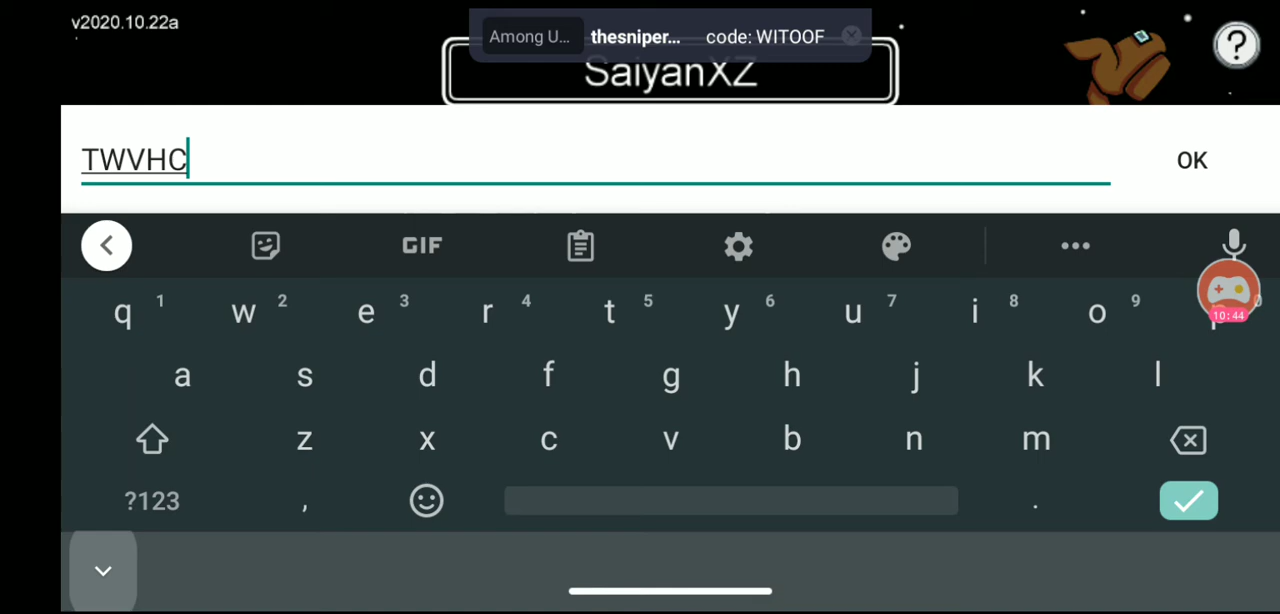 v2020.10.22a
Among U... thesniper... code: WITOOF
SaiyanXZ
?
TWVHC
OK
GIF
q 1 w 2 e 3 r 4 t 5 y 6 u 7 i 8 o 9 p 0
10:44
a s d f g h j k l
z x c v b n m
?123 , .